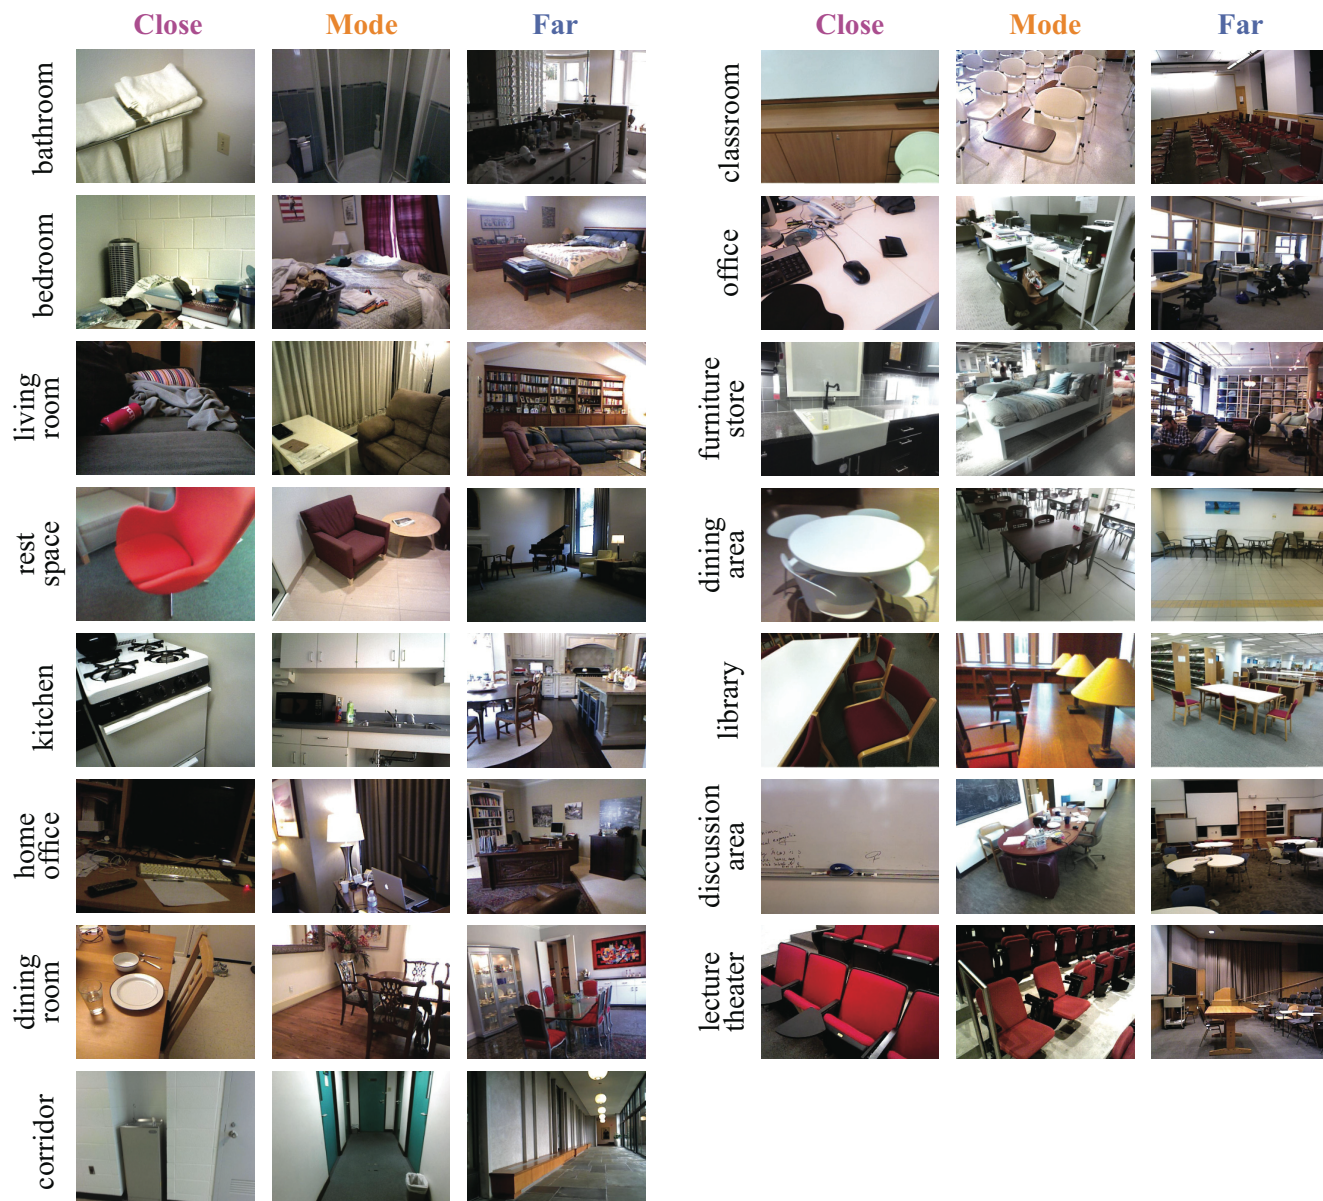 Close Mode Far
bathroom
bedroom
living
room
rest
space
kitchen
home
office
dining
room
corridor
Close Mode Far
classroom
office
furniture
store
dining
area
library
discussion
area
lecture
theater